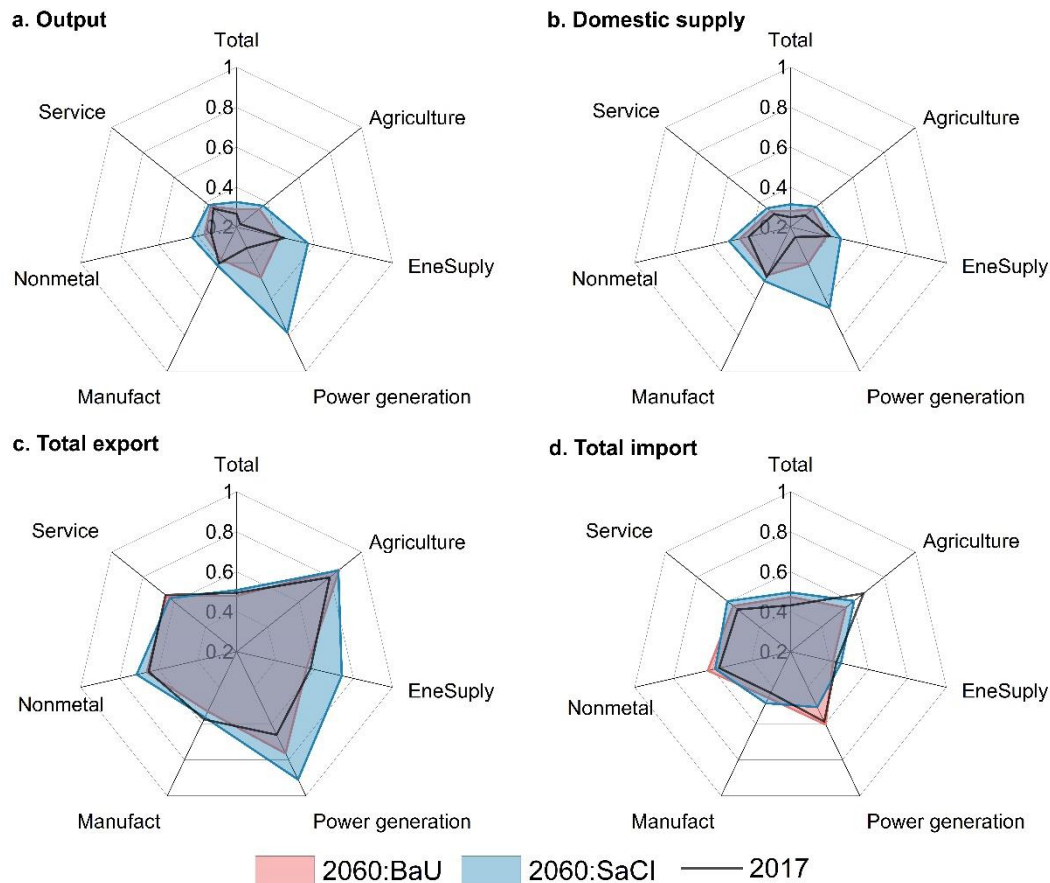 a. Output
b. Domestic supply
Total
Total
1
1
Service
0.8
Agriculture
Service
0.8
Agriculture
0.6
0.6
0.4
0.4
0.2
0.2
Nonmetal
EneSuply
Nonmetal
EneSuply
Manufact
Power generation
Manufact
Power generation
c. Total export
d. Total import
Total
Total
1
1
Service
0.8
Agriculture
Service
0.8
Agriculture
0.6
0.6
0.4
0.4
0.2
0.2
Nonmetal
EneSuply
Nonmetal
EneSuply
Manufact
Power generation
Manufact
Power generation
2060:BaU
2060:SaCl
2017